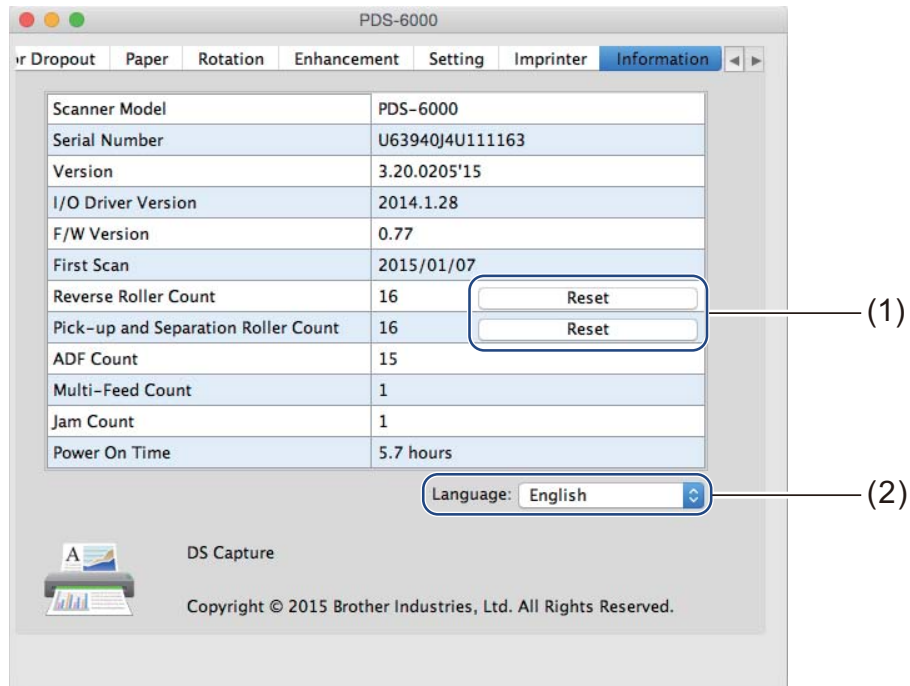 PDS-6000
r Dropout Paper Rotation Enhancement Setting Imprinter Information
Scanner Model PDS-6000
Serial Number U63940J4U111163
Version 3.20.0205'15
I/O Driver Version 2014.1.28
F/W Version 0.77
First Scan 2015/01/07
Reverse Roller Count 16 Reset
(1)
Pick-up and Separation Roller Count 16 Reset
ADF Count 15
Multi-Feed Count 1
Jam Count 1
Power On Time 5.7 hours
Language: English (2)
A
DS Capture
Copyright © 2015 Brother Industries, Ltd. All Rights Reserved.